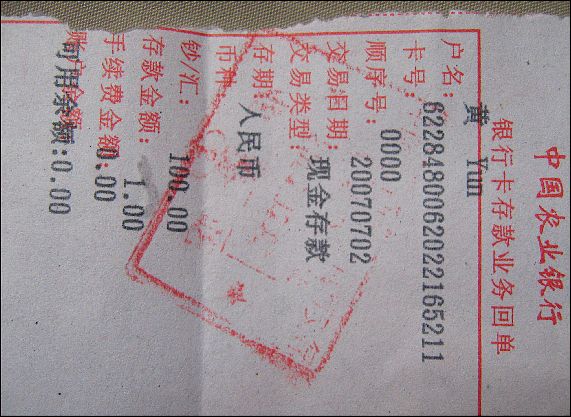 中国农业银行
银行卡存款业务回单
户名: 黄 Yun
卡号: 6228480062022165211
顺序号: 0000
交易日期: 20070702
交易类型: 现金存款
存期:
币种 人民币
钞汇:
存款金额: 100.00
手续费金额: 1.00
0.00
可用余额:0.00